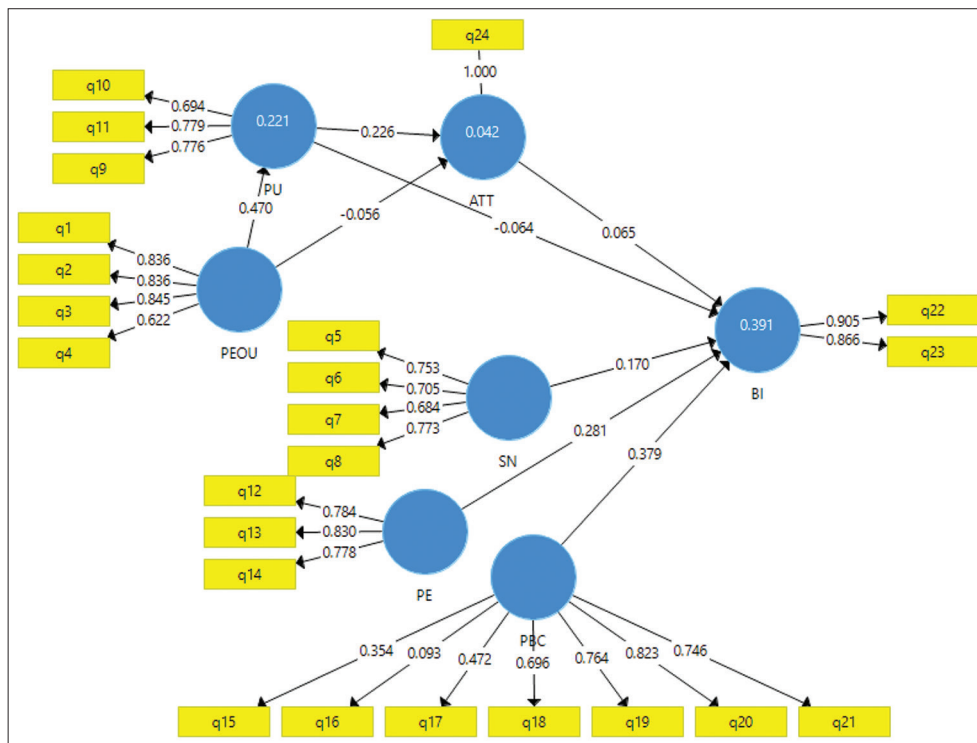 q24
1.000
q10
q11
q9
0.694
0.779
0.776
0.221
PU
0.226
0.042
ATT
0.470
-0.056
-0.064
0.065
q1
q2
q3
q4
0.836
0.836
0.845
0.622
PEOU
0.391
BI
0.905
0.866
q22
q23
q5
q6
q7
q8
0.753
0.705
0.684
0.773
SN
0.170
0.281
0.379
q12
q13
q14
0.784
0.830
0.778
PE
PBC
0.354
0.093
0.472
0.696
0.764
0.823
0.746
q15
q16
q17
q18
q19
q20
q21